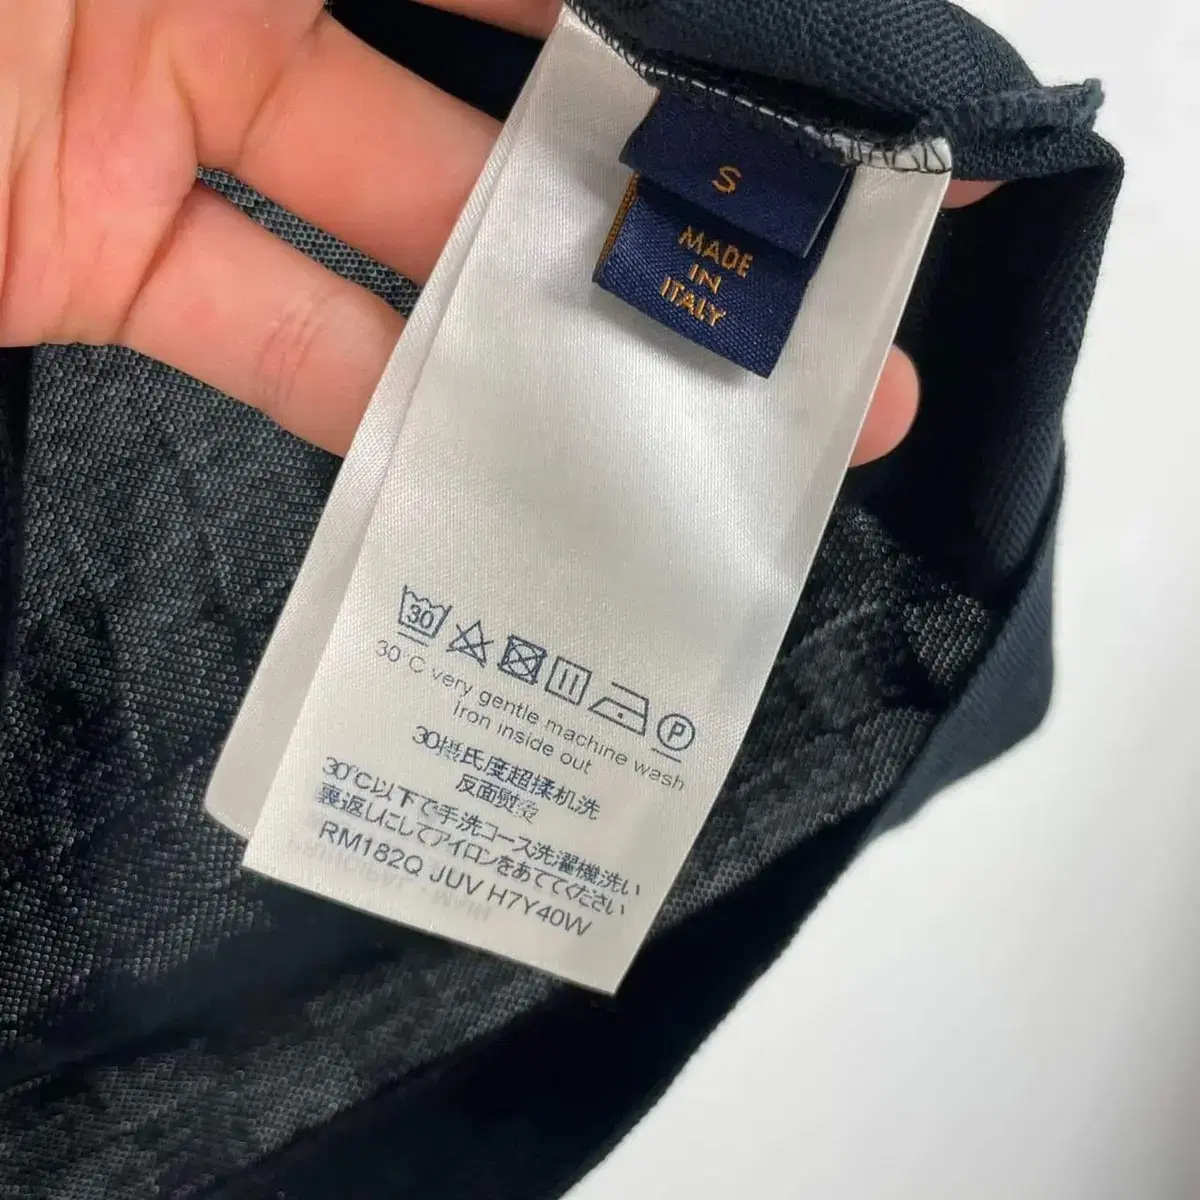 S
MADE
IN
ITALY
30
P
30°C very gentle machine wash
Iron inside out
30摄氏度超揉机洗
反面熨烫
30℃以下で手洗コース洗濯機洗い
裏返しにしてアイロンをあててください
RM182Q JUV H7Y40W